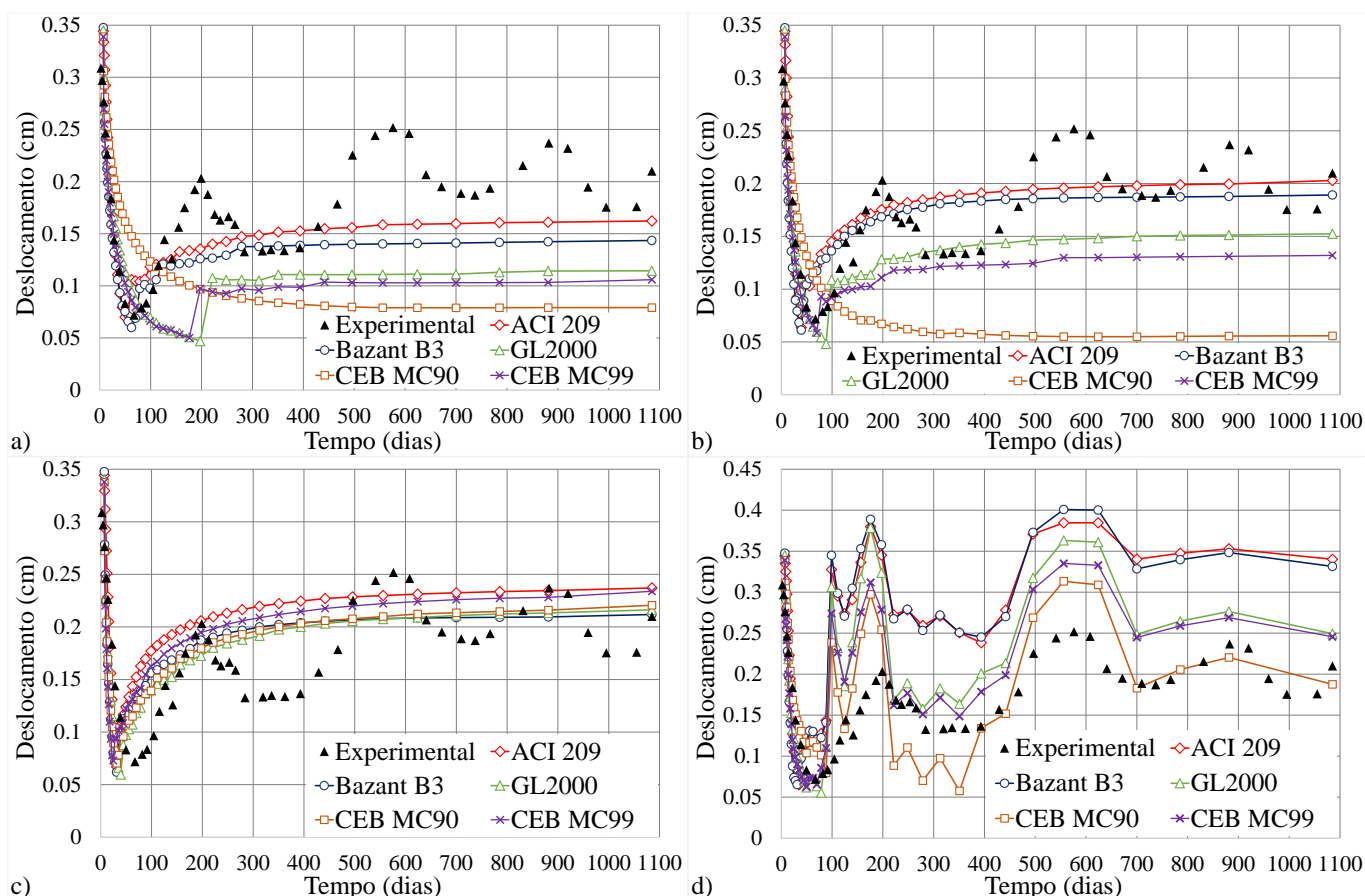 0.35
0.3
0.25
0.2
0.15
0.1
0.05
0
Deslocamento (cm)
Experimental ACI 209
Bazant B3 GL2000
CEB MC90 CEB MC99
0 100 200 300 400 500 600 700 800 900 1000 1100
Tempo (dias)
a)
0.35
0.3
0.25
0.2
0.15
0.1
0.05
0
Deslocamento (cm)
Experimental ACI 209 Bazant B3
GL2000 CEB MC90 CEB MC99
0 100 200 300 400 500 600 700 800 900 1000 1100
Tempo (dias)
b)
0.35
0.3
0.25
0.2
0.15
0.1
0.05
0
Deslocamento (cm)
Experimental ACI 209
Bazant B3 GL2000
CEB MC90 CEB MC99
0 100 200 300 400 500 600 700 800 900 1000 1100
Tempo (dias)
c)
0.45
0.4
0.35
0.3
0.25
0.2
0.15
0.1
0.05
0
Deslocamento (cm)
Experimental ACI 209
Bazant B3 GL2000
CEB MC90 CEB MC99
0 100 200 300 400 500 600 700 800 900 1000 1100
Tempo (dias)
d)